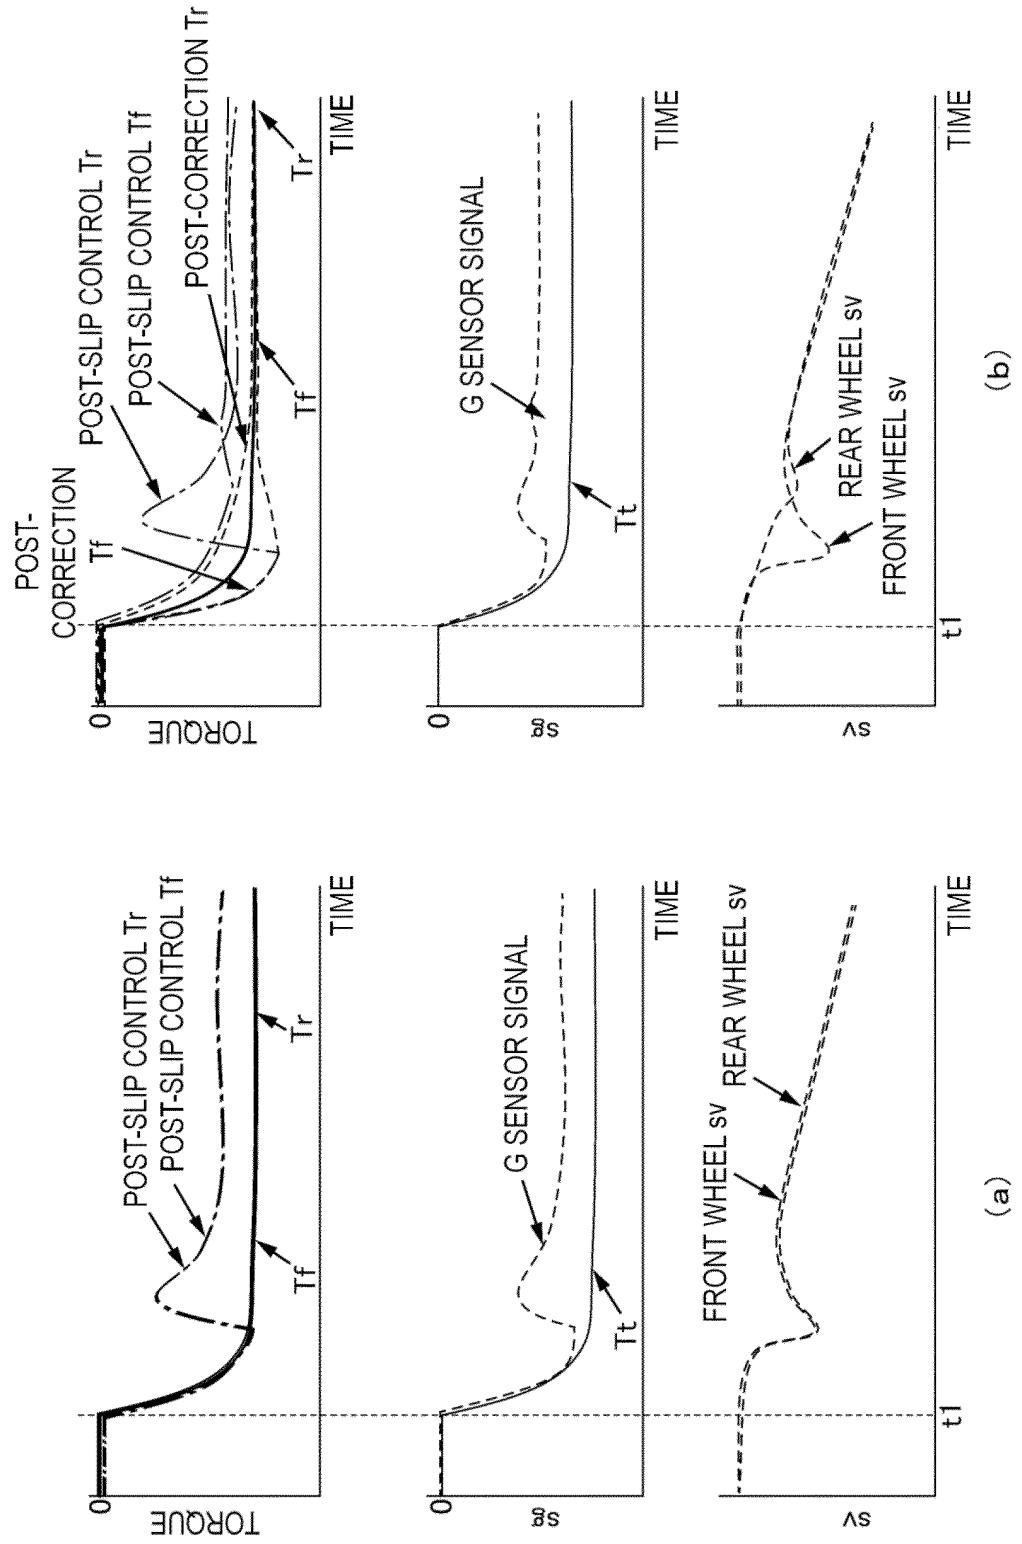 POST-SLIP CONTROL Tr
POST-SLIP CONTROL Tf
0
TORQUE
Tf
Tr
TIME
G SENSOR SIGNAL
0
sg
Tt
TIME
FRONT WHEEL sv
REAR WHEEL sv
sv
t1
TIME
(a)
POST-
CORRECTION
Tf
POST-SLIP CONTROL Tr
POST-SLIP CONTROL Tf
POST-CORRECTION Tr
0
TORQUE
Tf
Tr
TIME
G SENSOR SIGNAL
0
sg
Tt
TIME
REAR WHEEL sv
FRONT WHEEL sv
sv
t1
TIME
(b)